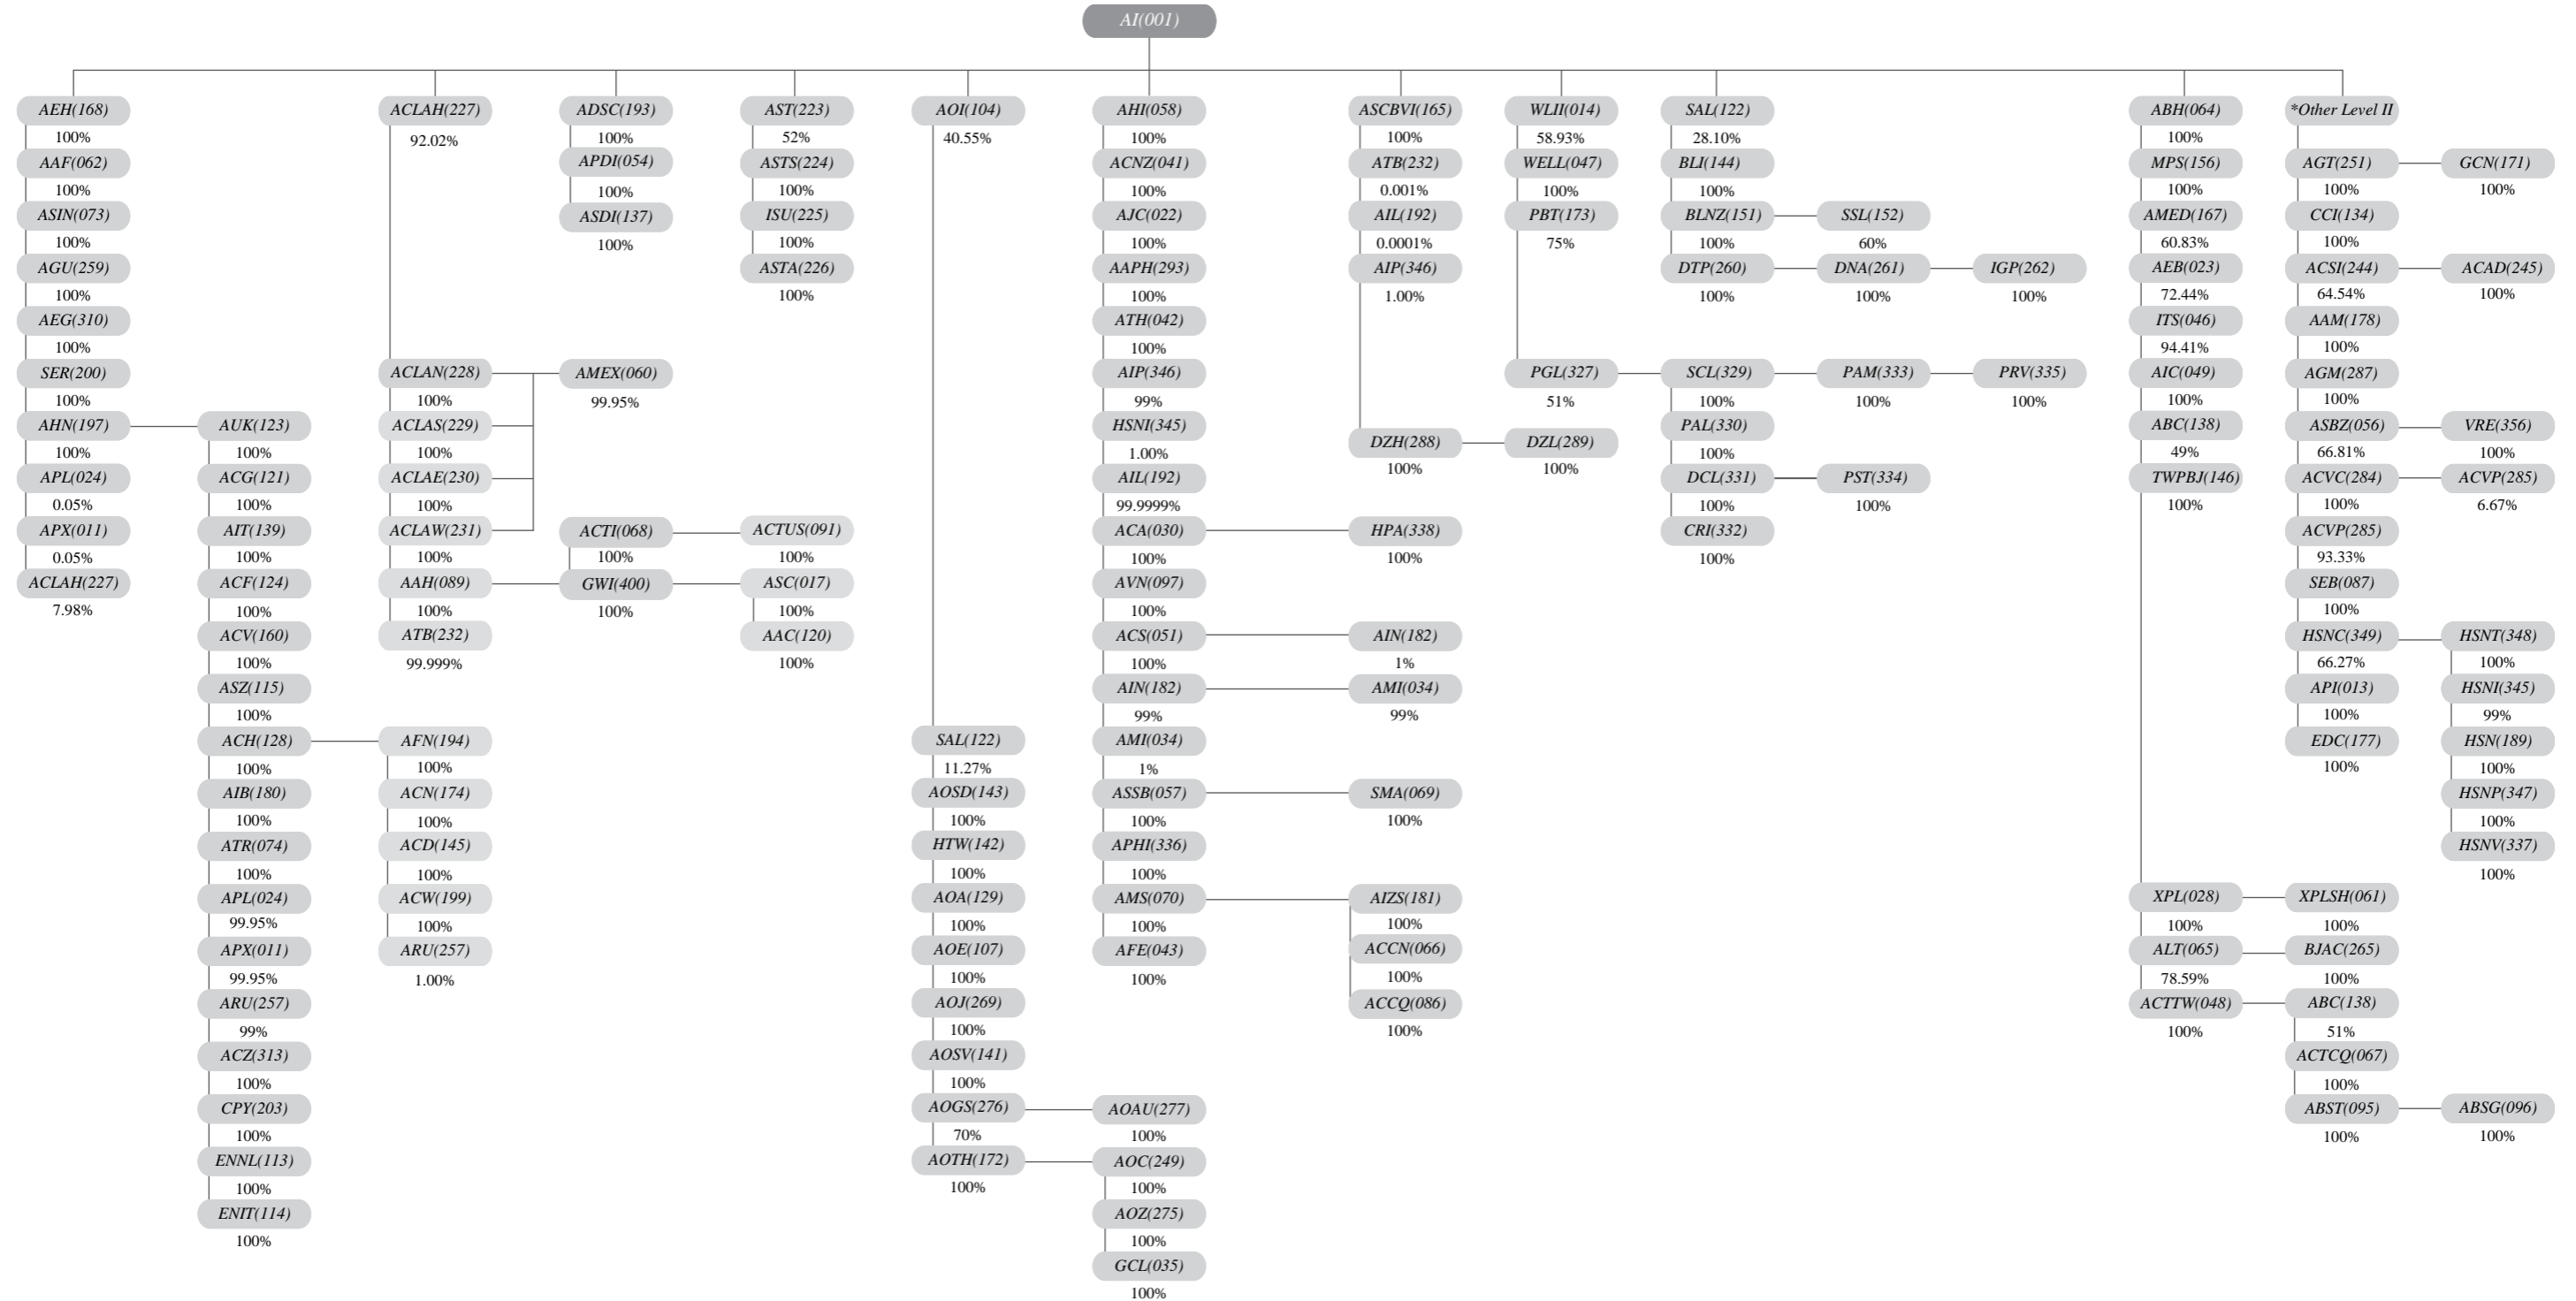 AI(001)
AEH(168)
100%
AAF(062)
100%
ASIN(073)
100%
AGU(259)
100%
AEG(310)
100%
SER(200)
100%
AHN(197)
100%
APL(024)
0.05%
APX(011)
0.05%
ACLAH(227)
7.98%
AUK(123)
100%
ACG(121)
100%
AIT(139)
100%
ACF(124)
100%
ACV(160)
100%
ASZ(115)
100%
ACH(128)
100%
AIB(180)
100%
ATR(074)
100%
APL(024)
99.95%
APX(011)
99.95%
ARU(257)
99%
ACZ(313)
100%
CPY(203)
100%
ENNL(113)
100%
ENIT(114)
100%
ACLAH(227)
92.02%
ACLAN(228)
100%
ACLAS(229)
100%
ACLAE(230)
100%
ACLAW(231)
100%
AAH(089)
100%
ATB(232)
99.999%
AFN(194)
100%
ACN(174)
100%
ACD(145)
100%
ACW(199)
100%
ARU(257)
1.00%
ADSC(193)
100%
APDI(054)
100%
ASDI(137)
100%
AMEX(060)
99.95%
ACTI(068)
100%
GWI(400)
100%
AST(223)
52%
ASTS(224)
100%
ISU(225)
100%
ASTA(226)
100%
ACTUS(091)
100%
ASC(017)
100%
AAC(120)
100%
AOI(104)
40.55%
SAL(122)
11.27%
AOSD(143)
100%
HTW(142)
100%
AOA(129)
100%
AOE(107)
100%
AOJ(269)
100%
AOSV(141)
100%
AOGS(276)
70%
AOTH(172)
100%
AHI(058)
100%
ACNZ(041)
100%
AJC(022)
100%
AAPH(293)
100%
ATH(042)
100%
AIP(346)
99%
HSNI(345)
1.00%
AIL(192)
99.9999%
ACA(030)
100%
AVN(097)
100%
ACS(051)
100%
AIN(182)
99%
AMI(034)
1%
ASSB(057)
100%
APHI(336)
100%
AMS(070)
100%
AFE(043)
100%
AOAU(277)
100%
AOC(249)
100%
AOZ(275)
100%
GCL(035)
100%
ASCBVI(165)
100%
ATB(232)
0.001%
AIL(192)
0.0001%
AIP(346)
1.00%
DZH(288)
100%
HPA(338)
100%
AIN(182)
1%
AMI(034)
99%
SMA(069)
100%
AIZS(181)
100%
ACCN(066)
100%
ACCQ(086)
100%
WLII(014)
58.93%
WELL(047)
100%
PBT(173)
75%
PGL(327)
51%
DZL(289)
100%
SAL(122)
28.10%
BLI(144)
100%
BLNZ(151)
100%
DTP(260)
100%
SCL(329)
100%
PAL(330)
100%
DCL(331)
100%
CRI(332)
100%
SSL(152)
60%
DNA(261)
100%
PAM(333)
100%
PST(334)
100%
IGP(262)
100%
PRV(335)
100%
ABH(064)
100%
MPS(156)
100%
AMED(167)
60.83%
AEB(023)
72.44%
ITS(046)
94.41%
AIC(049)
100%
ABC(138)
49%
TWPBJ(146)
100%
XPL(028)
100%
ALT(065)
78.59%
ACTTW(048)
100%
*Other Level II
AGT(251)
100%
CCI(134)
100%
ACSI(244)
64.54%
AAM(178)
100%
AGM(287)
100%
ASBZ(056)
66.81%
ACVC(284)
100%
ACVP(285)
93.33%
SEB(087)
100%
HSNC(349)
66.27%
API(013)
100%
EDC(177)
100%
XPLSH(061)
100%
BJAC(265)
100%
ABC(138)
51%
ACTCQ(067)
100%
ABST(095)
100%
GCN(171)
100%
ACAD(245)
100%
VRE(356)
100%
ACVP(285)
6.67%
HSNT(348)
100%
HSNI(345)
99%
HSN(189)
100%
HSNP(347)
100%
HSNV(337)
100%
ABSG(096)
100%